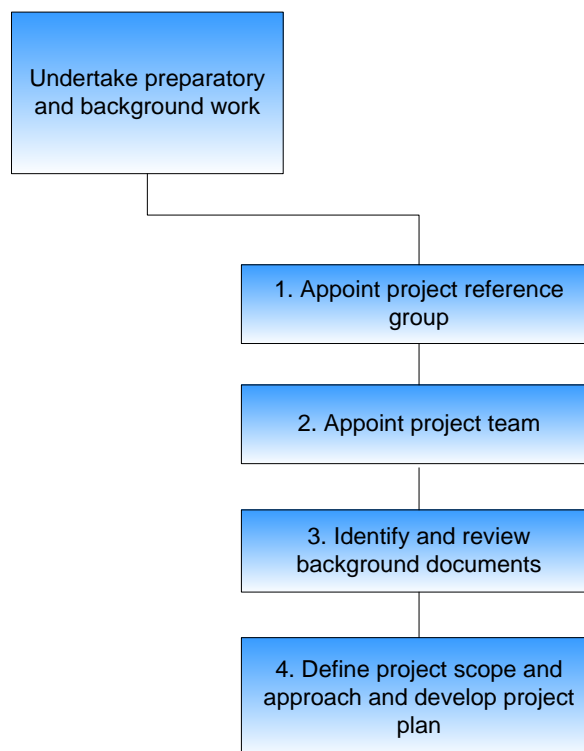 Undertake preparatory
and background work
1. Appoint project reference
group
2. Appoint project team
3. Identify and review
background documents
4. Define project scope and
approach and develop project
plan